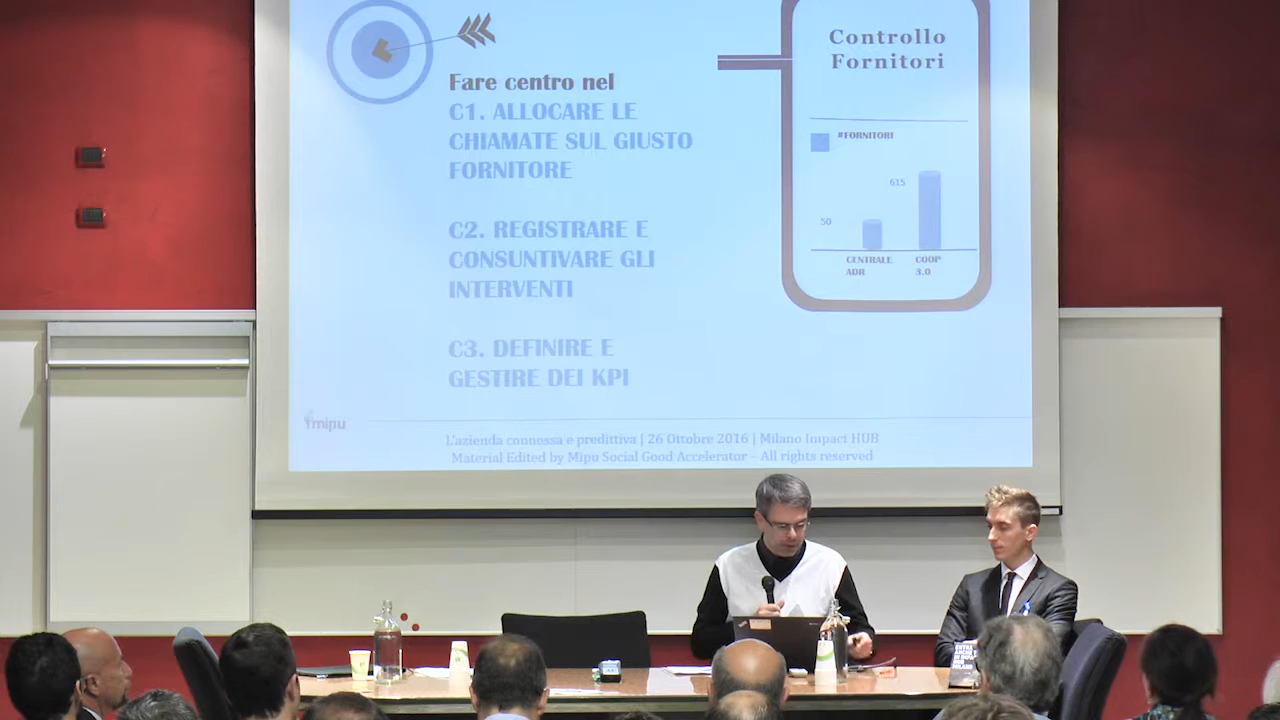 Fare centro nel
C1. ALLOCARE LE
CHIAMATE SUL GIUSTO
FORNITORE
C2. REGISTRARE E
CONSUNTIVARE GLI
INTERVENTI
C3. DEFINIRE E
GESTIRE DEI KPI
Controllo
Fornitori
#FORNITORI
615
50
CENTRALE
ADR
COOP
3.0
mipu
L'azienda connessa e predittiva | 26 Ottobre 2016 | Milano Impact HUB
Material Edited by Mipu Social Good Accelerator – All rights reserved